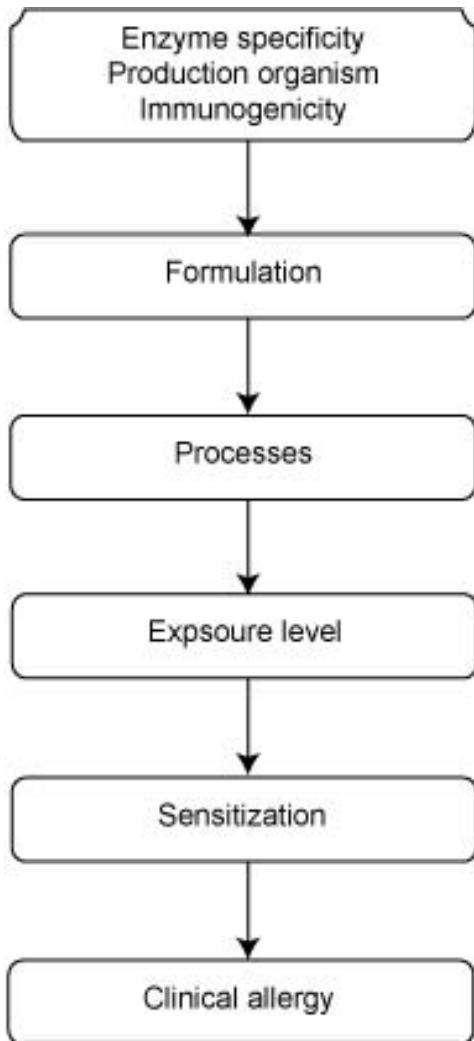 Enzyme specificity
Production organism
Immunogenicity
Formulation
Processes
Expsoure level
Sensitization
Clinical allergy